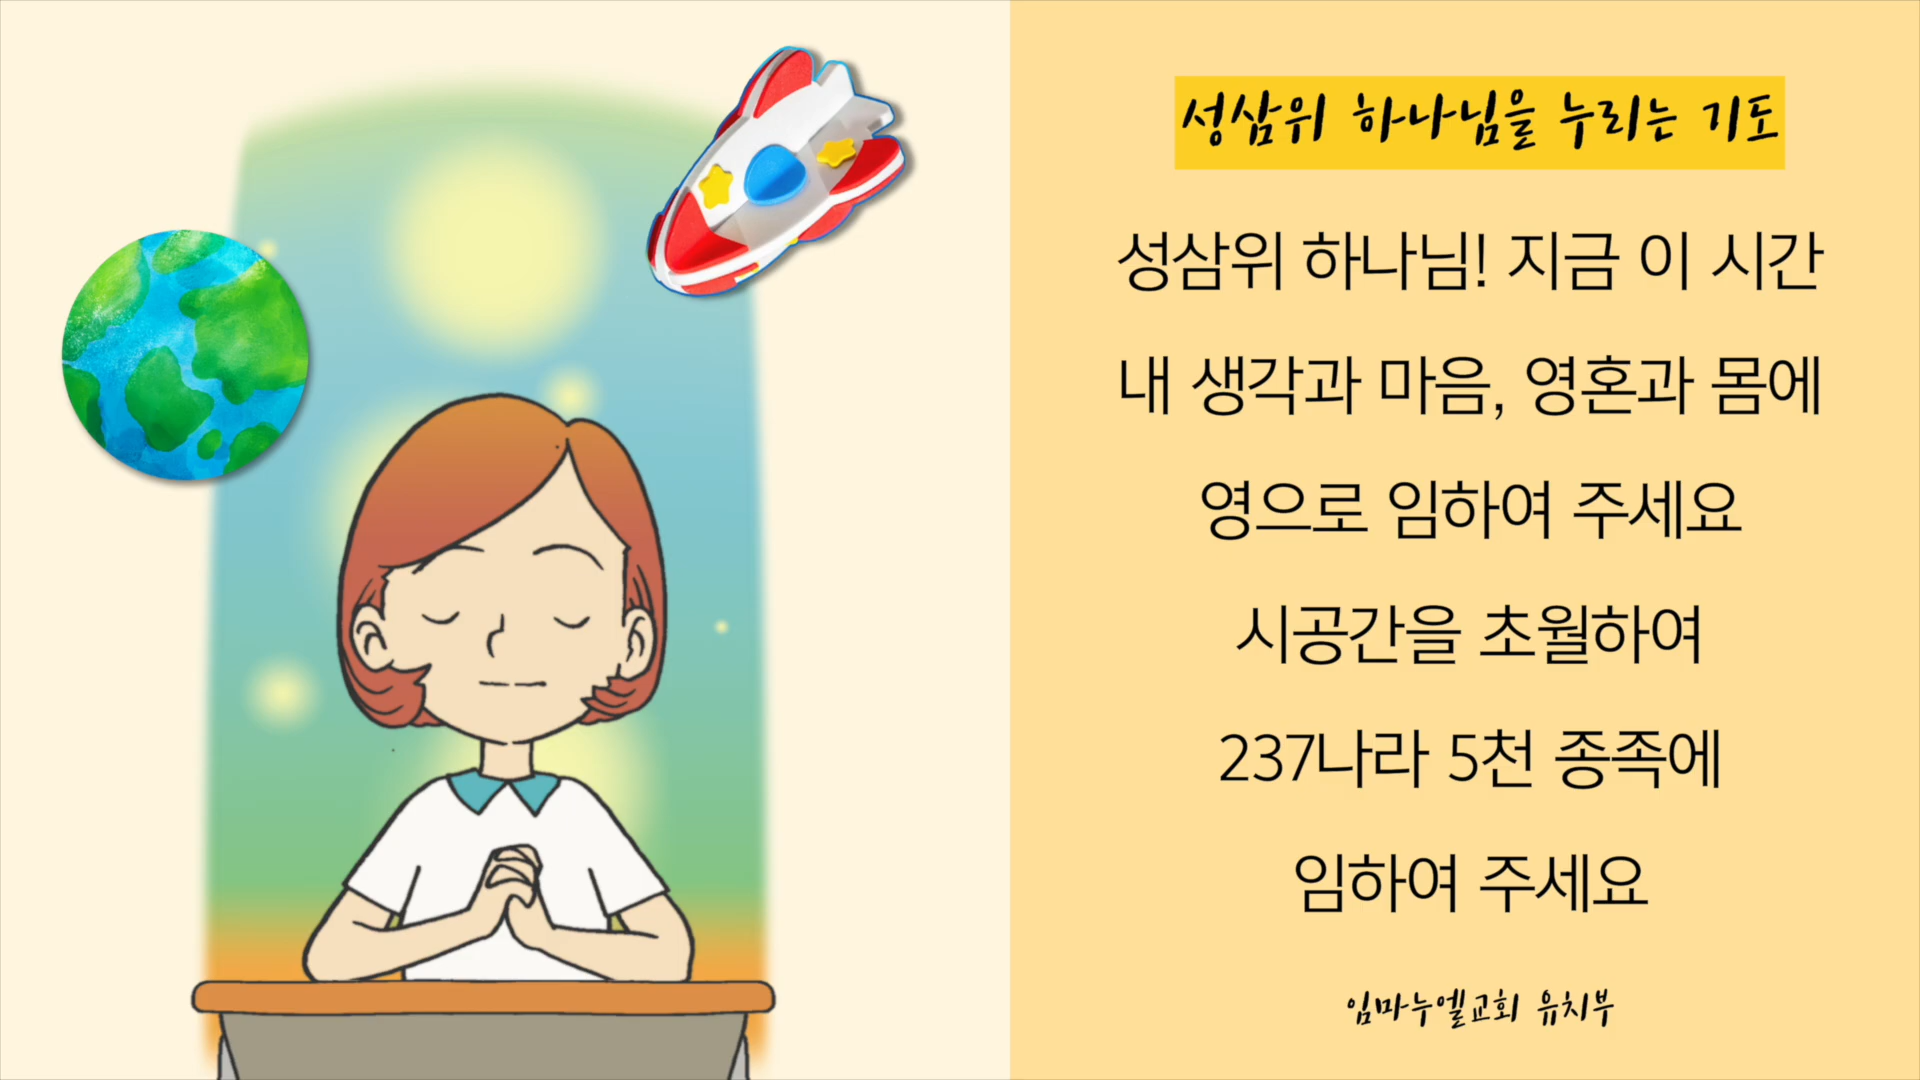 성삼위 하나님을 누리는 기도
성삼위 하나님! 지금 이 시간
내 생각과 마음, 영혼과 몸에
영으로 임하여 주세요
시공간을 초월하여
237나라 5천 종족에
임하여 주세요
임마누엘교회 유치부